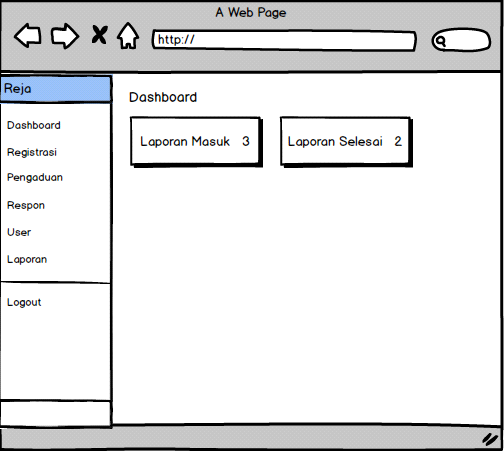 A Web Page
http://
Reja
Dashboard
Registrasi
Pengaduan
Respon
User
Laporan
Logout
Dashboard
Laporan Masuk 3
Laporan Selesai 2